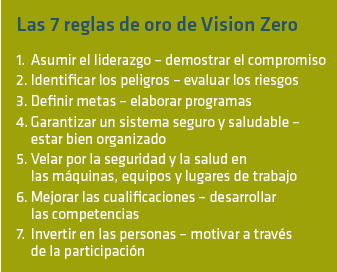 Las 7 reglas de oro de Vision Zero
1. Asumir el liderazgo – demostrar el compromiso
2. Identificar los peligros – evaluar los riesgos
3. Definir metas – elaborar programas
4. Garantizar un sistema seguro y saludable –
estar bien organizado
5. Velar por la seguridad y la salud en
las máquinas, equipos y lugares de trabajo
6. Mejorar las cualificaciones – desarrollar
las competencias
7. Invertir en las personas – motivar a través
de la participación